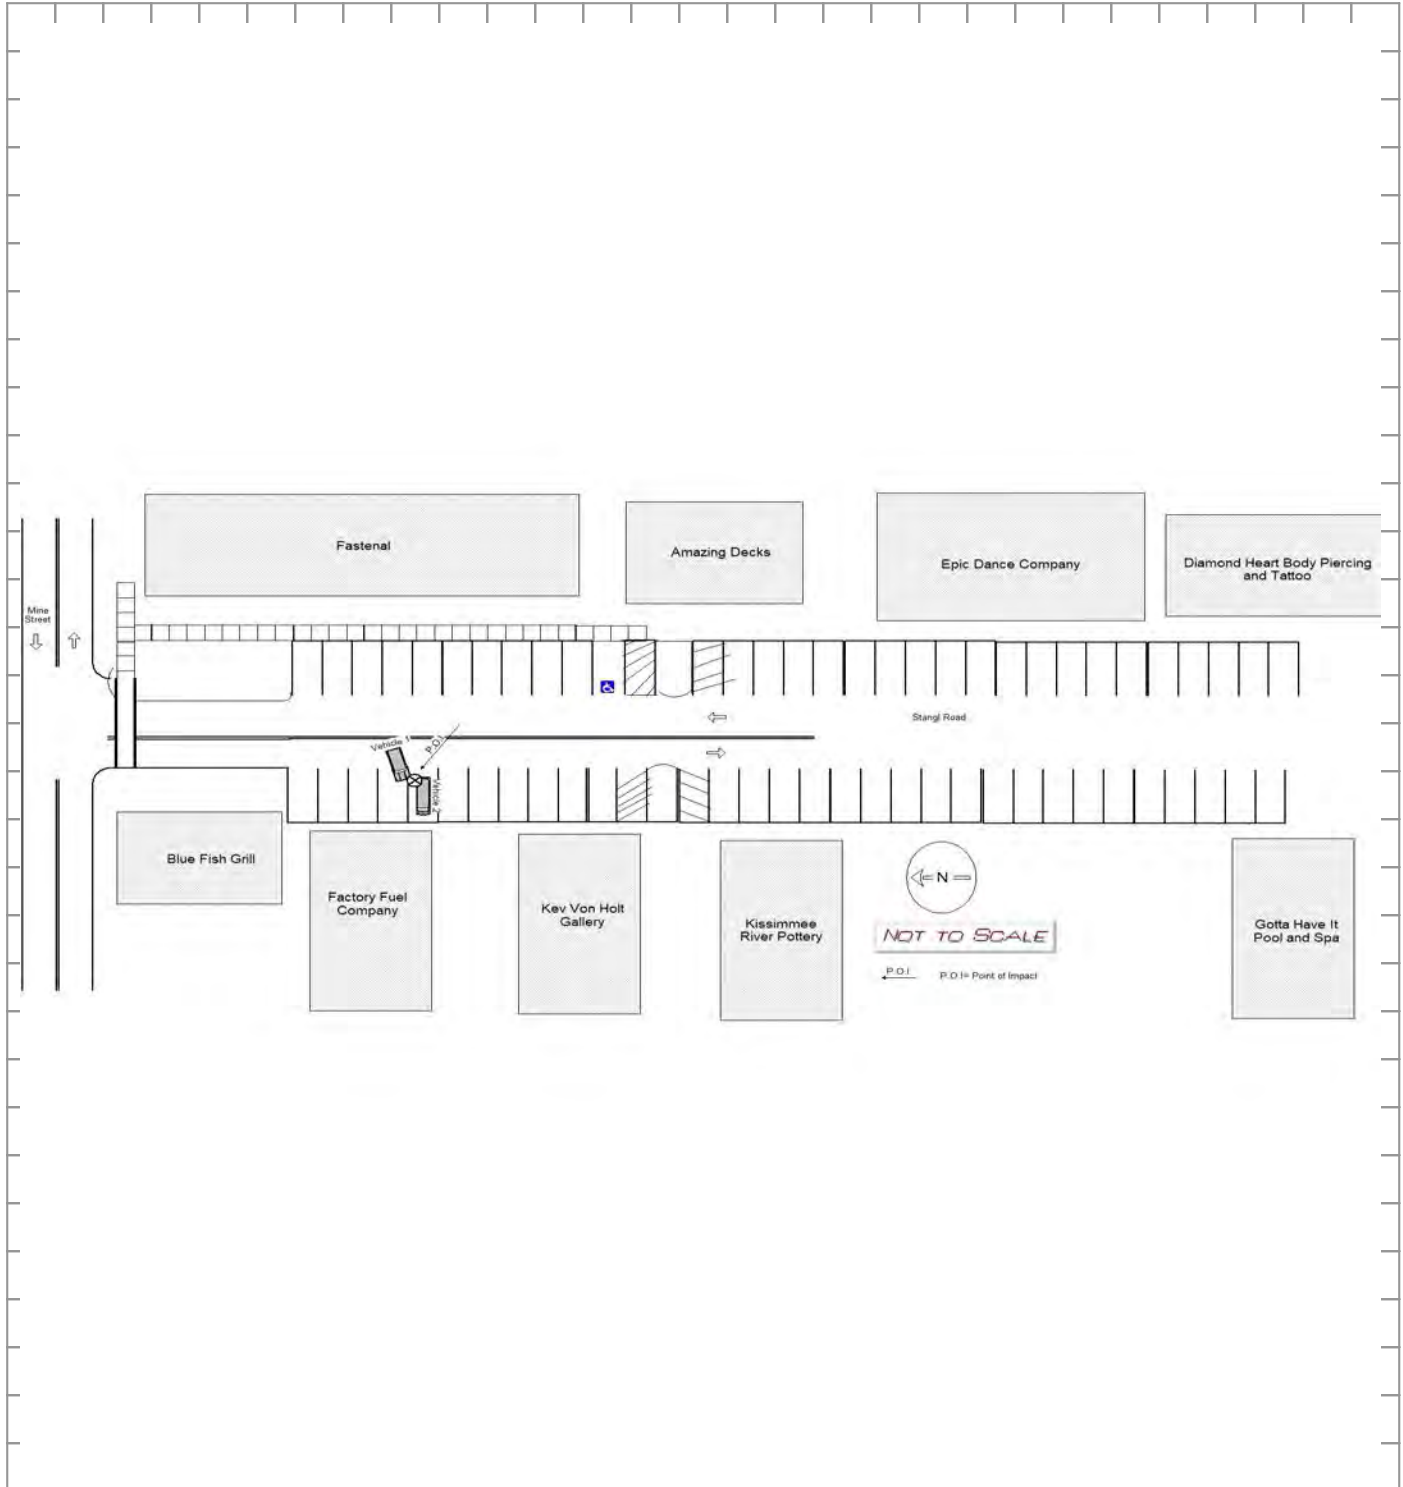 Fastenal
Amazing Decks
Epic Dance Company
Diamond Heart Body Piercing
and Tattoo
Mine
Street
Stangl Road
Vehicle 1
P.O.I.
Vehicle 2
Blue Fish Grill
Factory Fuel
Company
Kev Von Holt
Gallery
Kissimmee
River Pottery
N
NOT TO SCALE
P.O.I
P.O.I= Point of Impact
Gotta Have It
Pool and Spa